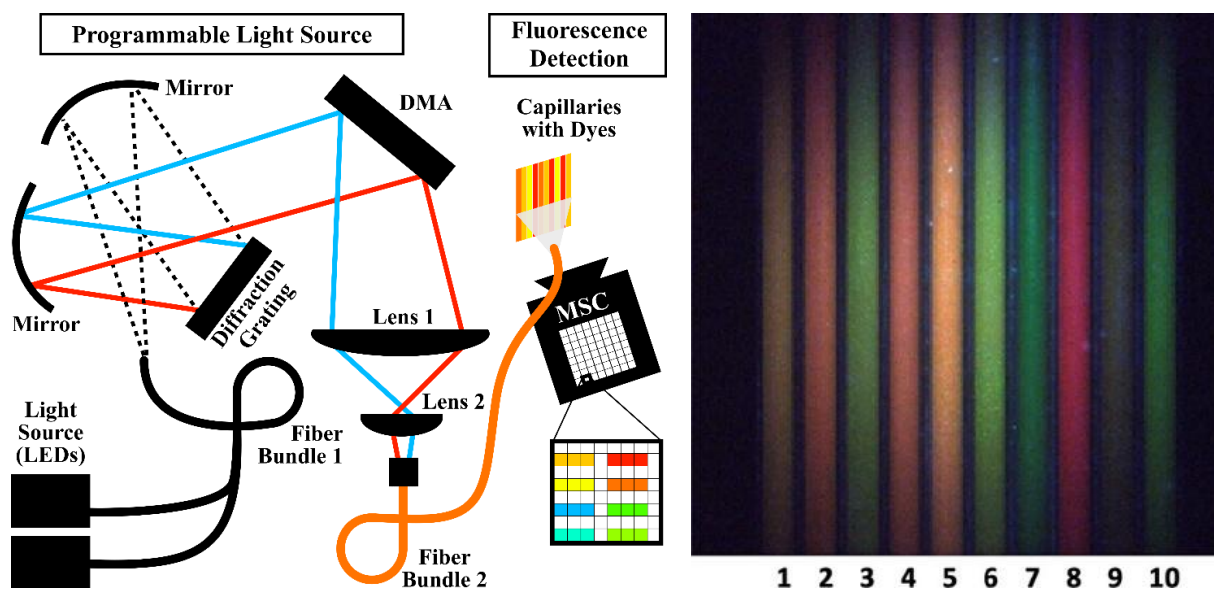 Programmable Light Source
Fluorescence
Detection
Mirror
DMA
Capillaries
with Dyes
Mirror
Diffraction
Grating
MSC
Lens 1
Lens 2
Light
Source
(LEDs)
Fiber
Bundle 1
Fiber
Bundle 2
1 2 3 4 5 6 7 8 9 10